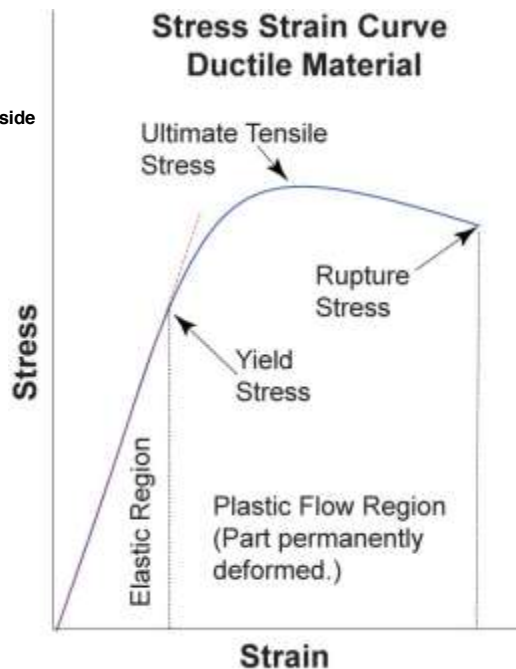 Stress Strain Curve
Ductile Material
side
Ultimate Tensile
Stress
Rupture
Stress
Yield
Stress
Stress
Elastic Region
Plastic Flow Region
(Part permanently
deformed.)
Strain